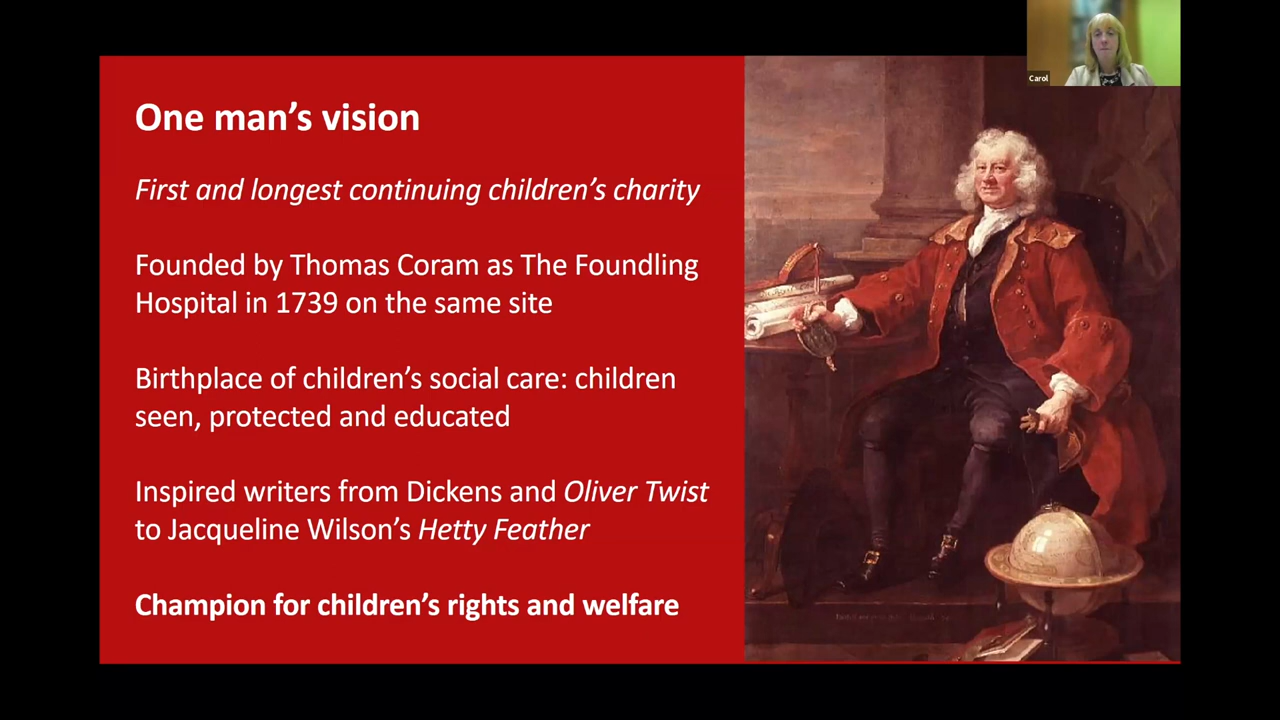 Carol
One man's vision
First and longest continuing children's charity
Founded by Thomas Coram as The Foundling
Hospital in 1739 on the same site
Birthplace of children's social care: children
seen, protected and educated
Inspired writers from Dickens and Oliver Twist
to Jacqueline Wilson's Hetty Feather
Champion for children's rights and welfare